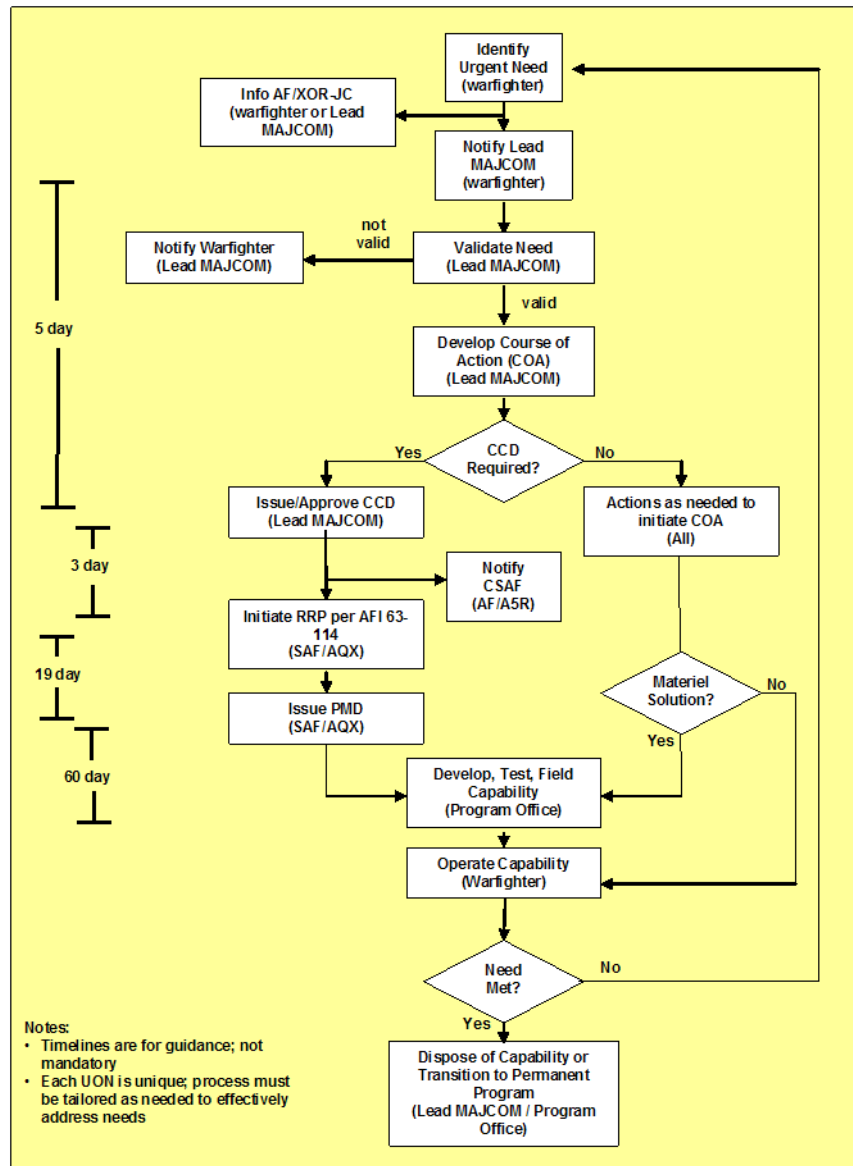 Identify
Urgent Need
(warfighter)
Info AF/XOR-JC
(warfighter or Lead
MAJCOM)
Notify Lead
MAJCOM
(warfighter)
not
valid
Notify Warfighter
(Lead MAJCOM)
Validate Need
(Lead MAJCOM)
valid
5 day
Develop Course of
Action (COA)
(Lead MAJCOM)
Yes
CCD
Required?
No
Issue/Approve CCD
(Lead MAJCOM)
Actions as needed to
initiate COA
(All)
3 day
Notify
CSAF
(AF/A5R)
Initiate RRP per AFI 63-
114
(SAF/AQX)
19 day
Materiel
Solution?
No
Issue PMD
(SAF/AQX)
Yes
60 day
Develop, Test, Field
Capability
(Program Office)
Operate Capability
(Warfighter)
Need
Met?
No
Yes
Notes:
• Timelines are for guidance; not
mandatory
• Each UON is unique; process must
be tailored as needed to effectively
address needs
Dispose of Capability or
Transition to Permanent
Program
(Lead MAJCOM / Program
Office)